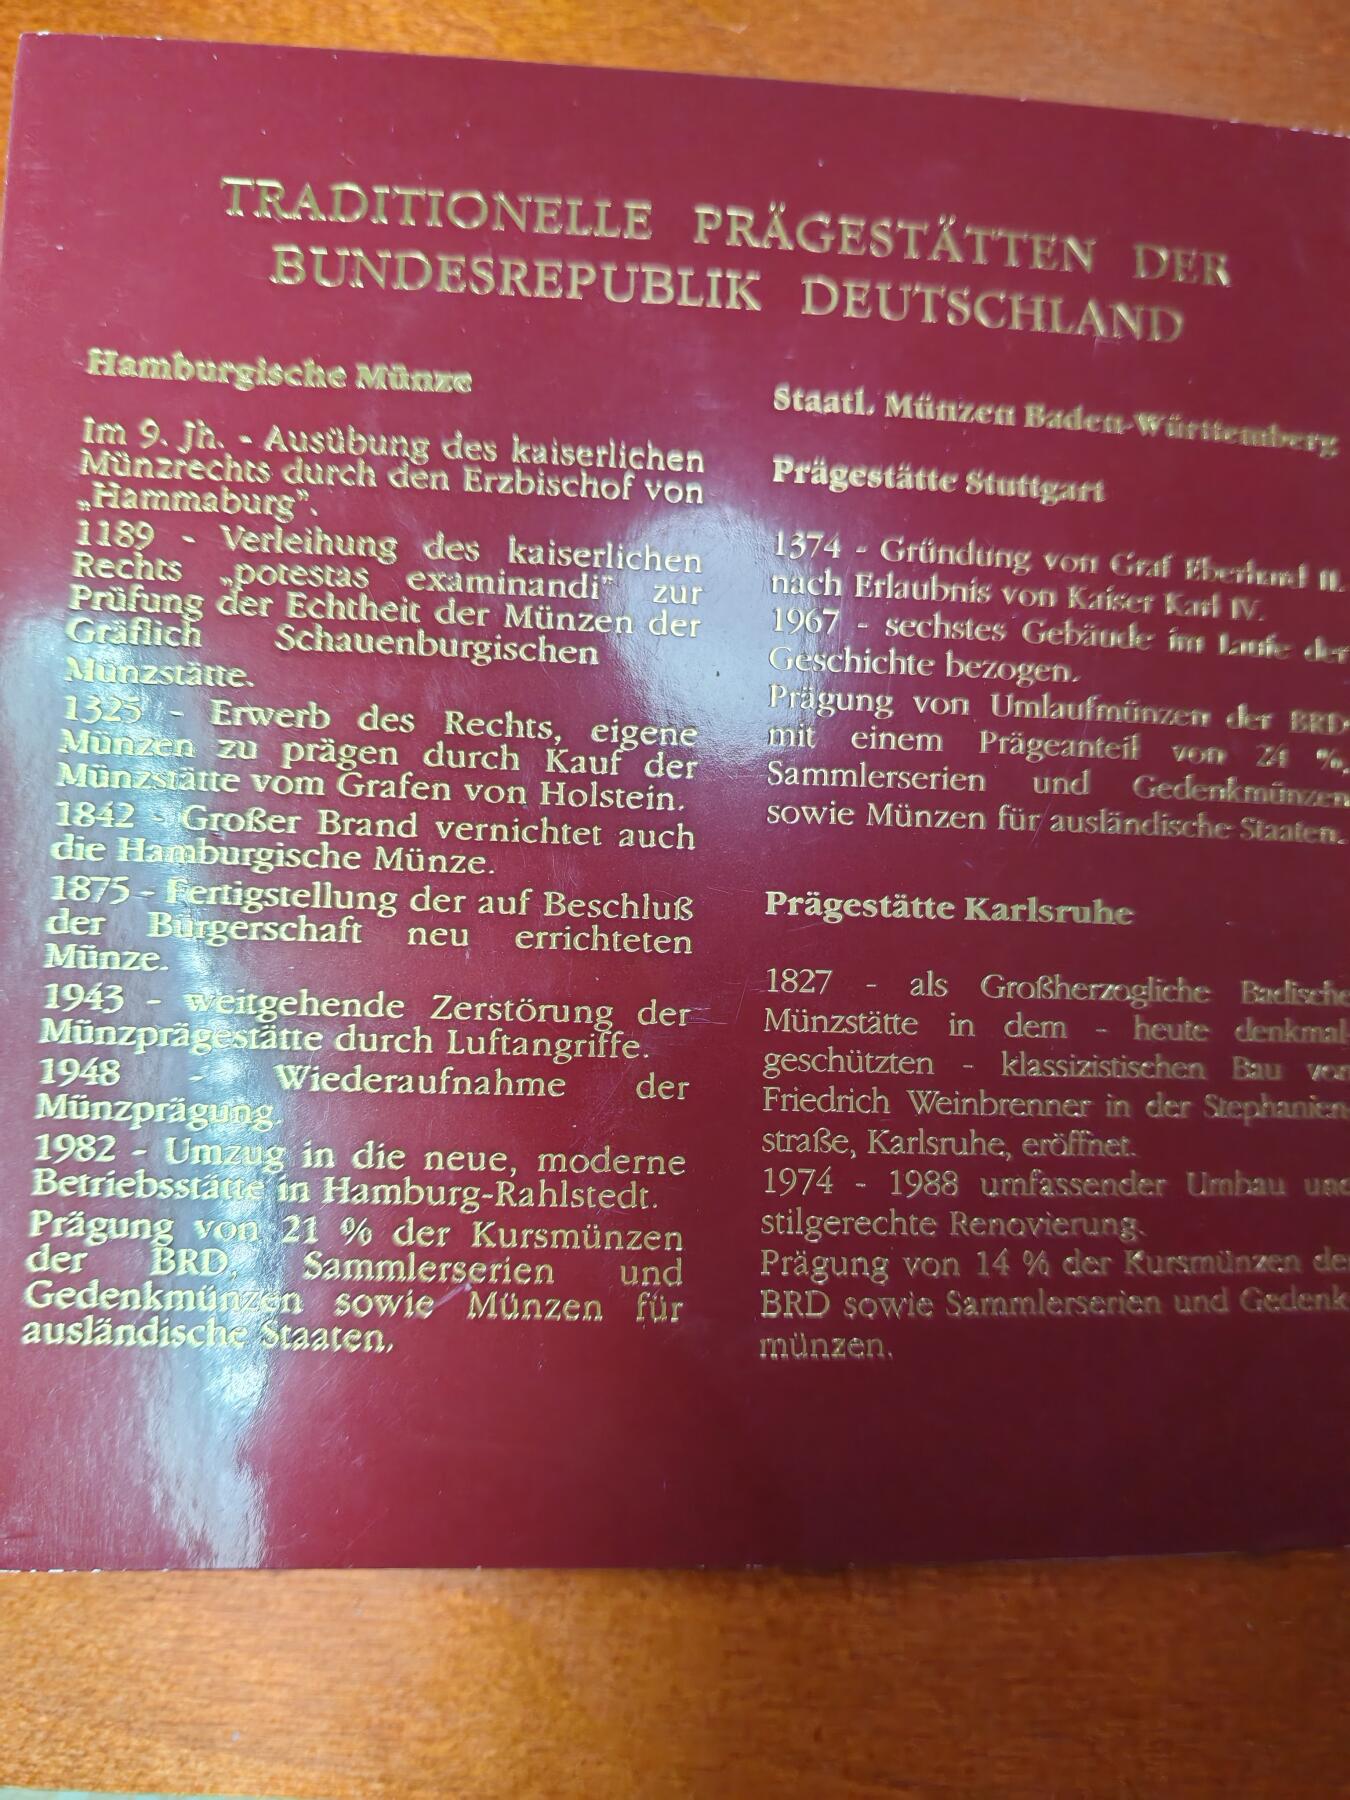 TRADITIONELLE PRÄGESTÄTTEN DER
BUNDESREPUBLIK DEUTSCHLAND
Hamburgische Münze
Im 9. Jh. - Ausübung des kaiserlichen
Münzrechts durch den Erzbischof von
„Hammaburg”.
1189 - Verleihung des kaiserlichen
Rechts „potestas examinandi” zur
Prüfung der Echtheit der Münzen der
Gräflich Schauenburgischen
Münzstätte.
1325 - Erwerb des Rechts, eigene
Münzen zu prägen durch Kauf der
Münzstätte vom Grafen von Holstein.
1842 - Großer Brand vernichtet auch
die Hamburgische Münze.
1875 - Fertigstellung der auf Beschluß
der Bürgerschaft neu errichteten
Münze.
1943 - weitgehende Zerstörung der
Münzprägestätte durch Luftangriffe.
1948 - Wiederaufnahme der
Münzprägung.
1982 - Umzug in die neue, moderne
Betriebsstätte in Hamburg-Rahlstedt.
Prägung von 21 % der Kursmünzen
der BRD, Sammlerserien und
Gedenkmünzen sowie Münzen für
ausländische Staaten.
Staatl. Münzen Baden-Württemberg
Prägestätte Stuttgart
1374 - Gründung von Graf Eberhard II.
nach Erlaubnis von Kaiser Karl IV.
1967 - sechstes Gebäude im Laufe der
Geschichte bezogen.
Prägung von Umlaufmünzen der BRD
mit einem Prägeanteil von 24 %,
Sammlerserien und Gedenkmünzen
sowie Münzen für ausländische Staaten.
Prägestätte Karlsruhe
1827 - als Großherzogliche Badische
Münzstätte in dem - heute denkmal-
geschützten - klassizistischen Bau von
Friedrich Weinbrenner in der Stephanien-
straße, Karlsruhe, eröffnet.
1974 - 1988 umfassender Umbau und
stilgerechte Renovierung.
Prägung von 14 % der Kursmünzen der
BRD sowie Sammlerserien und Gedenk-
münzen.